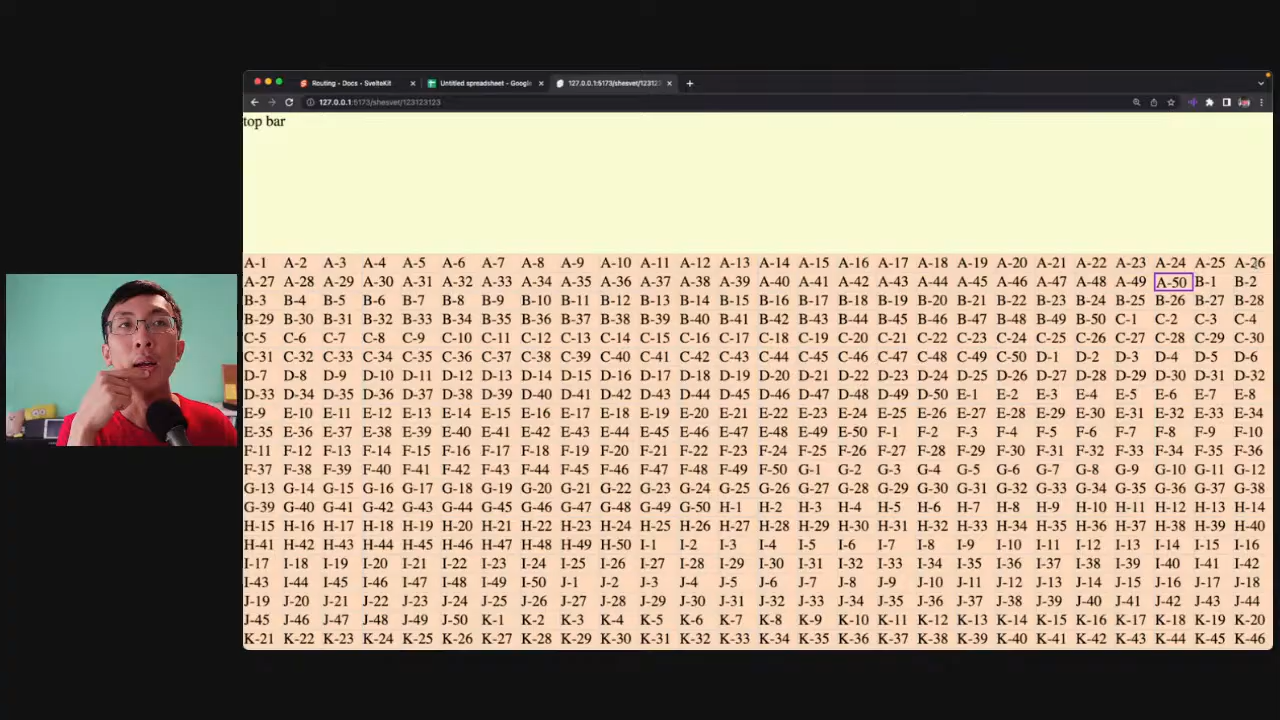 Routing • Docs • SvelteKit
Untitled spreadsheet - Google
127.0.0.1:5173/shesvet/12312
127.0.0.1:5173/shesvet/123123123
top bar
A-1 A-2 A-3 A-4 A-5 A-6 A-7 A-8 A-9 A-10 A-11 A-12 A-13 A-14 A-15 A-16 A-17 A-18 A-19 A-20 A-21 A-22 A-23 A-24 A-25 A-26
A-27 A-28 A-29 A-30 A-31 A-32 A-33 A-34 A-35 A-36 A-37 A-38 A-39 A-40 A-41 A-42 A-43 A-44 A-45 A-46 A-47 A-48 A-49 A-50 B-1 B-2
B-3 B-4 B-5 B-6 B-7 B-8 B-9 B-10 B-11 B-12 B-13 B-14 B-15 B-16 B-17 B-18 B-19 B-20 B-21 B-22 B-23 B-24 B-25 B-26 B-27 B-28
B-29 B-30 B-31 B-32 B-33 B-34 B-35 B-36 B-37 B-38 B-39 B-40 B-41 B-42 B-43 B-44 B-45 B-46 B-47 B-48 B-49 B-50 C-1 C-2 C-3 C-4
C-5 C-6 C-7 C-8 C-9 C-10 C-11 C-12 C-13 C-14 C-15 C-16 C-17 C-18 C-19 C-20 C-21 C-22 C-23 C-24 C-25 C-26 C-27 C-28 C-29 C-30
C-31 C-32 C-33 C-34 C-35 C-36 C-37 C-38 C-39 C-40 C-41 C-42 C-43 C-44 C-45 C-46 C-47 C-48 C-49 C-50 D-1 D-2 D-3 D-4 D-5 D-6
D-7 D-8 D-9 D-10 D-11 D-12 D-13 D-14 D-15 D-16 D-17 D-18 D-19 D-20 D-21 D-22 D-23 D-24 D-25 D-26 D-27 D-28 D-29 D-30 D-31 D-32
D-33 D-34 D-35 D-36 D-37 D-38 D-39 D-40 D-41 D-42 D-43 D-44 D-45 D-46 D-47 D-48 D-49 D-50 E-1 E-2 E-3 E-4 E-5 E-6 E-7 E-8
E-9 E-10 E-11 E-12 E-13 E-14 E-15 E-16 E-17 E-18 E-19 E-20 E-21 E-22 E-23 E-24 E-25 E-26 E-27 E-28 E-29 E-30 E-31 E-32 E-33 E-34
E-35 E-36 E-37 E-38 E-39 E-40 E-41 E-42 E-43 E-44 E-45 E-46 E-47 E-48 E-49 E-50 F-1 F-2 F-3 F-4 F-5 F-6 F-7 F-8 F-9 F-10
F-11 F-12 F-13 F-14 F-15 F-16 F-17 F-18 F-19 F-20 F-21 F-22 F-23 F-24 F-25 F-26 F-27 F-28 F-29 F-30 F-31 F-32 F-33 F-34 F-35 F-36
F-37 F-38 F-39 F-40 F-41 F-42 F-43 F-44 F-45 F-46 F-47 F-48 F-49 F-50 G-1 G-2 G-3 G-4 G-5 G-6 G-7 G-8 G-9 G-10 G-11 G-12
G-13 G-14 G-15 G-16 G-17 G-18 G-19 G-20 G-21 G-22 G-23 G-24 G-25 G-26 G-27 G-28 G-29 G-30 G-31 G-32 G-33 G-34 G-35 G-36 G-37 G-38
G-39 G-40 G-41 G-42 G-43 G-44 G-45 G-46 G-47 G-48 G-49 G-50 H-1 H-2 H-3 H-4 H-5 H-6 H-7 H-8 H-9 H-10 H-11 H-12 H-13 H-14
H-15 H-16 H-17 H-18 H-19 H-20 H-21 H-22 H-23 H-24 H-25 H-26 H-27 H-28 H-29 H-30 H-31 H-32 H-33 H-34 H-35 H-36 H-37 H-38 H-39 H-40
H-41 H-42 H-43 H-44 H-45 H-46 H-47 H-48 H-49 H-50 I-1 I-2 I-3 I-4 I-5 I-6 I-7 I-8 I-9 I-10 I-11 I-12 I-13 I-14 I-15 I-16
I-17 I-18 I-19 I-20 I-21 I-22 I-23 I-24 I-25 I-26 I-27 I-28 I-29 I-30 I-31 I-32 I-33 I-34 I-35 I-36 I-37 I-38 I-39 I-40 I-41 I-42
I-43 I-44 I-45 I-46 I-47 I-48 I-49 I-50 J-1 J-2 J-3 J-4 J-5 J-6 J-7 J-8 J-9 J-10 J-11 J-12 J-13 J-14 J-15 J-16 J-17 J-18
J-19 J-20 J-21 J-22 J-23 J-24 J-25 J-26 J-27 J-28 J-29 J-30 J-31 J-32 J-33 J-34 J-35 J-36 J-37 J-38 J-39 J-40 J-41 J-42 J-43 J-44
J-45 J-46 J-47 J-48 J-49 J-50 K-1 K-2 K-3 K-4 K-5 K-6 K-7 K-8 K-9 K-10 K-11 K-12 K-13 K-14 K-15 K-16 K-17 K-18 K-19 K-20
K-21 K-22 K-23 K-24 K-25 K-26 K-27 K-28 K-29 K-30 K-31 K-32 K-33 K-34 K-35 K-36 K-37 K-38 K-39 K-40 K-41 K-42 K-43 K-44 K-45 K-46